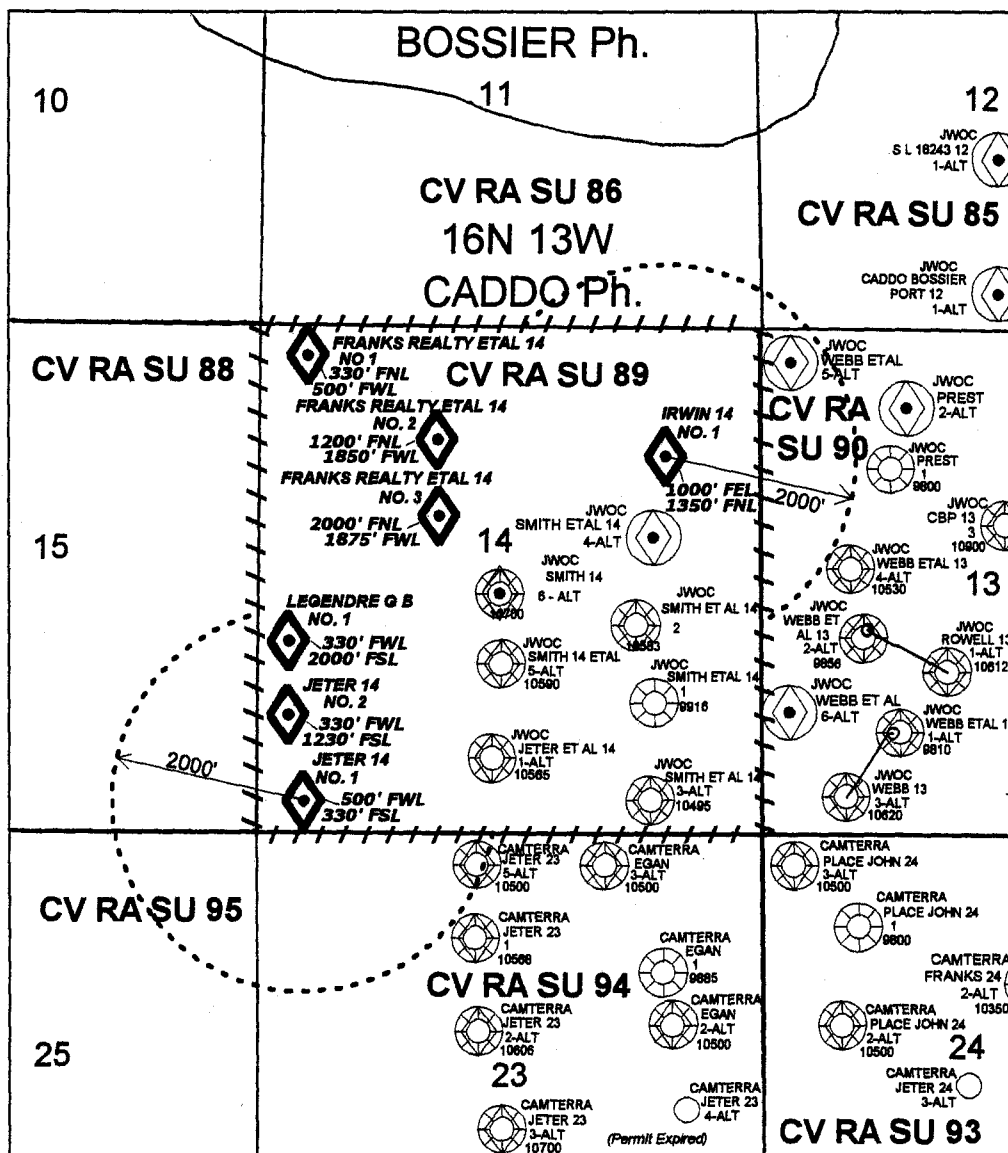 BOSSIER Ph.
10
11
12
JWOC
S L 18243 12
1-ALT
CV RA SU 86
CV RA SU 85
16N 13W
JWOC
CADDO BOSSIER
PORT 12
1-ALT
CADDO Ph.
CV RA SU 88
FRANKS REALTY ETAL 14
NO 1
330' FNL
500' FWL
CV RA SU 89
JWOC
WEBB ETAL
5-ALT
JWOC
PREST
2-ALT
FRANKS REALTY ETAL 14
NO. 2
1200' FNL
1850' FWL
IRWIN 14
NO. 1
1000' FEL
1350' FNL
2000'
CV RA
SU 90
JWOC
PREST
1
9800
FRANKS REALTY ETAL 14
NO. 3
2000' FNL
1875' FWL
JWOC
SMITH ETAL 14
4-ALT
JWOC
CBP 13
3
10900
15
14
13
JWOC
SMITH 14
6 - ALT
10700
JWOC
WEBB ETAL 13
4-ALT
10530
LEGENDRE G B
NO. 1
330' FWL
2000' FSL
JWOC
SMITH ET AL 14
2
JWOC
WEBB ET
AL 13
2-ALT
9856
JWOC
ROWELL 13
1-ALT
10612
JWOC
SMITH 14 ETAL
5-ALT
10590
JWOC
SMITH ETAL 14
1
9916
JETER 14
NO. 2
330' FWL
1230' FSL
JWOC
WEBB ET AL
6-ALT
JWOC
WEBB ETAL 1
1-ALT
9810
JWOC
JETER ET AL 14
1-ALT
10565
2000'
JETER 14
NO. 1
500' FWL
330' FSL
JWOC
SMITH ET AL 14
3-ALT
10495
JWOC
WEBB 13
3-ALT
10620
CAMTERRA
JETER 23
5-ALT
10500
CAMTERRA
EGAN
3-ALT
10500
CAMTERRA
PLACE JOHN 24
3-ALT
10500
CV RA SU 95
CAMTERRA
JETER 23
1
10568
CAMTERRA
PLACE JOHN 24
1
9600
CAMTERRA
EGAN
1
9685
CV RA SU 94
CAMTERRA
FRANKS 24
2-ALT
10350
CAMTERRA
JETER 23
2-ALT
10606
CAMTERRA
EGAN
2-ALT
10500
CAMTERRA
PLACE JOHN 24
2-ALT
10500
25
23
24
CAMTERRA
JETER 24
3-ALT
CAMTERRA
JETER 23
3-ALT
10700
CAMTERRA
JETER 23
4-ALT
(Permit Expired)
CV RA SU 93